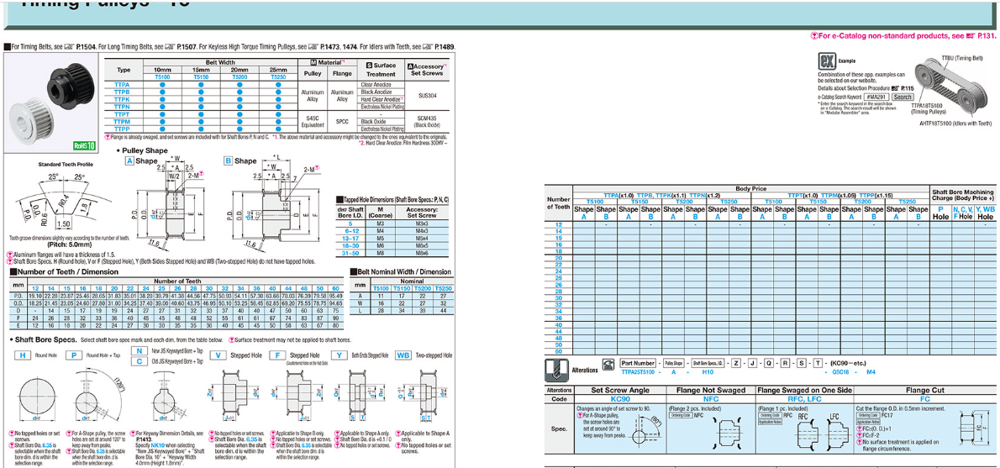 Timing Pulleys
For e-Catalog non-standard products, see P.131.
For Timing Belts, see P.1504. For Long Timing Belts, see P.1507. For Keyless High Torque Timing Pulleys, see P.1473, 1474. For Idlers with Teeth, see P.1489.
RoHS 10
Type
Belt Width
M Material*1
S Surface Treatment
A Accessory*1 Set Screws
10mm 15mm 20mm 25mm
Pulley Flange
T5100 T5150 T5200 T5250
TTPA ● ● ● ● Clear Anodize
TTPB ● ● ● ● Black Anodize
TTPK ● ● ● ● Hard Clear Anodize*2
TTPN ● ● ● ● Electroless Nickel Plating
Aluminum Alloy
Aluminum Alloy
SUS304
TTPT ● ● ● ● -
TTPM ● ● ● ● Black Oxide
TTPP ● ● ● ● Electroless Nickel Plating
S45C Equivalent
SPCC
SCM435 (Black Oxide)
Flange is already swaged, and set screws are included with for Shaft Bores P, N and C. *1. The above material and accessory might be changed to the ones equivalent to the originals.
*2. Hard Clear Anodize: Film Hardness 300HV ~
ex Example
Combination of these app. examples can
be selected on our website.
Details about Selection Procedure P.115
e-Catalog Search Keyword #MA291 Search
* Enter the search keyword in the search box
on e-Catalog. The search result will be shown
in "Modular Assembler" area.
TTBU (Timing Belt)
TTPA18T5100
(Timing Pulleys)
AHTF18T5100 (Idlers with Teeth)
• Pulley Shape
Standard Tooth Profile
25° 25°
P.D. O.D. R0.4 R0.6 1.8
1.50
Tooth groove dimensions slightly vary according to the number of teeth.
(Pitch: 5.0mm)
A Shape
* W
2.5 * A 2.5
W/2 2-M
P.D. O.D. E F
t1.6
B Shape
* L
* W
2.5 * A 2.5 7
2-M
P.D. O.D. D E F
t1.6
Aluminum flanges will have a thickness of 1.5.
Shaft Bore Specs. H (Round hole), V or F (Stepped Hole), Y (Both Sides Stepped Hole) and WB (Two-stepped Hole) do not have tapped holes.
Tapped Hole Dimensions (Shaft Bore Specs.: P, N, C)
dH7 Shaft Bore I.D. M (Coarse) Accessory: Set Screw
5 M3 M3x3
6~12 M4 M4x3
13~17 M5 M5x4
18~30 M6 M6x5
31~50 M8 M8x6
Number of Teeth / Dimension
mm Number of Teeth
12 14 15 16 18 20 22 24 25 26 28 30 32 34 36 40 44 48 50 60
P.D. 19.10 22.28 23.87 25.46 28.65 31.83 35.01 38.20 39.79 41.38 44.56 47.75 50.93 54.11 57.30 63.66 70.03 76.39 79.58 95.49
O.D. 18.25 21.45 23.05 24.60 27.80 31.00 34.25 37.40 39.00 40.60 43.75 46.95 50.10 53.25 56.45 62.85 69.20 75.55 78.75 94.65
D - 14 15 17 19 19 24 27 27 31 32 33 37 40 40 47 50 60 63 75
F 24 26 28 32 33 36 40 45 45 48 48 52 55 61 61 67 74 83 87 99
E 12 16 18 20 22 24 27 30 30 35 35 36 40 45 45 50 58 63 67 80
Belt Nominal Width / Dimension
mm Nominal
T5100 T5150 T5200 T5250
A 11 17 22 27
W 16 22 27 32
L 28 34 39 44
• Shaft Bore Specs. Select shaft bore spec mark and each dim. from the table below. Surface treatment may not be applied to shaft bores.
H Round Hole
P Round Hole + Tap
N New JIS Keywayed Bore + Tap
C Old JIS Keywayed Bore + Tap
V Stepped Hole
F Stepped Hole
(Counterbored Holes on the Hub Side)
Y Both Ends Stepped Hole
WB Two-stepped Hole
(120°)
No tapped holes or set screws.
Shaft Bore Dia. 6.35 is selectable when the shaft bore dim. d is within the selection range.
For A-Shape pulley, the screw holes are set at around 120° to keep away from peaks.
Shaft Bore Dia. 6.35 is selectable when the shaft bore dim. d is within the selection range.
For Keyway Dimension Details, see P.1413.
Specify NK10 when selecting "New JIS Keywayed Bore" + "Shaft Bore Dia. 10" + "Keyway Width 4.0mm (Height 1.8mm)".
No tapped holes or set screws.
Shaft Bore Dia. 6.35 is selectable when the shaft bore dim. d is within the selection range.
Applicable to Shape B only.
No tapped holes or set screws.
Shaft Bore Dia. 6.35 is selectable when the shaft bore dim. d is within the selection range.
Applicable to Shape A only.
Shaft Bore Dia, d is +0.1 / 0
No tapped holes or set screws.
Applicable to Shape A only.
No tapped holes or set screws.
Number of Teeth
Body Price
Shaft Bore Machining Charge (Body Price +)
TTPA(x1.0) TTPB, TTPK(x1.1) TTPN(x1.2)
TTPT(x1.0) TTPM(x1.05) TTPP(x1.15)
T5100 T5150 T5200 T5250 T5100 T5150 T5200 T5250
Shape A Shape B Shape A Shape B Shape A Shape B Shape A Shape B Shape A Shape B Shape A Shape B Shape A Shape B Shape A Shape B
P Hole N, C, V, F Hole Y, WB Hole
12 - - - - - - - -
14
15
16
18
20
22
24
25
26
28
30
32
34
36
40
44
48
50
60
Alterations
Part Number - Pulley Shape - Shaft Bore Specs., I.D. - Z - J - Q - R - S - T - (KC90…etc.)
TTPA25T5100 - A - H10 - QSC18 - M4
Alterations Set Screw Angle Flange Not Swaged Flange Swaged on One Side Flange Cut
Code KC90 NFC RFC, LFC FC
Spec.
Changes an angle of set screw to 90.
For A-Shape pulley,
the screw holes are
set at around 90° to
keep away from peaks.
(90°)
(Flange 2 pcs. Included)
Ordering Code NFC
(Flange 1 pc. Included)
Ordering Code RFC
Application Notes
RFC LFC
Cut the flange O.D. in 0.5mm increment.
Ordering Code FC17
Application Notes
FC≥(O.D.)+1
FC≤F-2
No surface treatment is applied on
flange circumference.
FC F